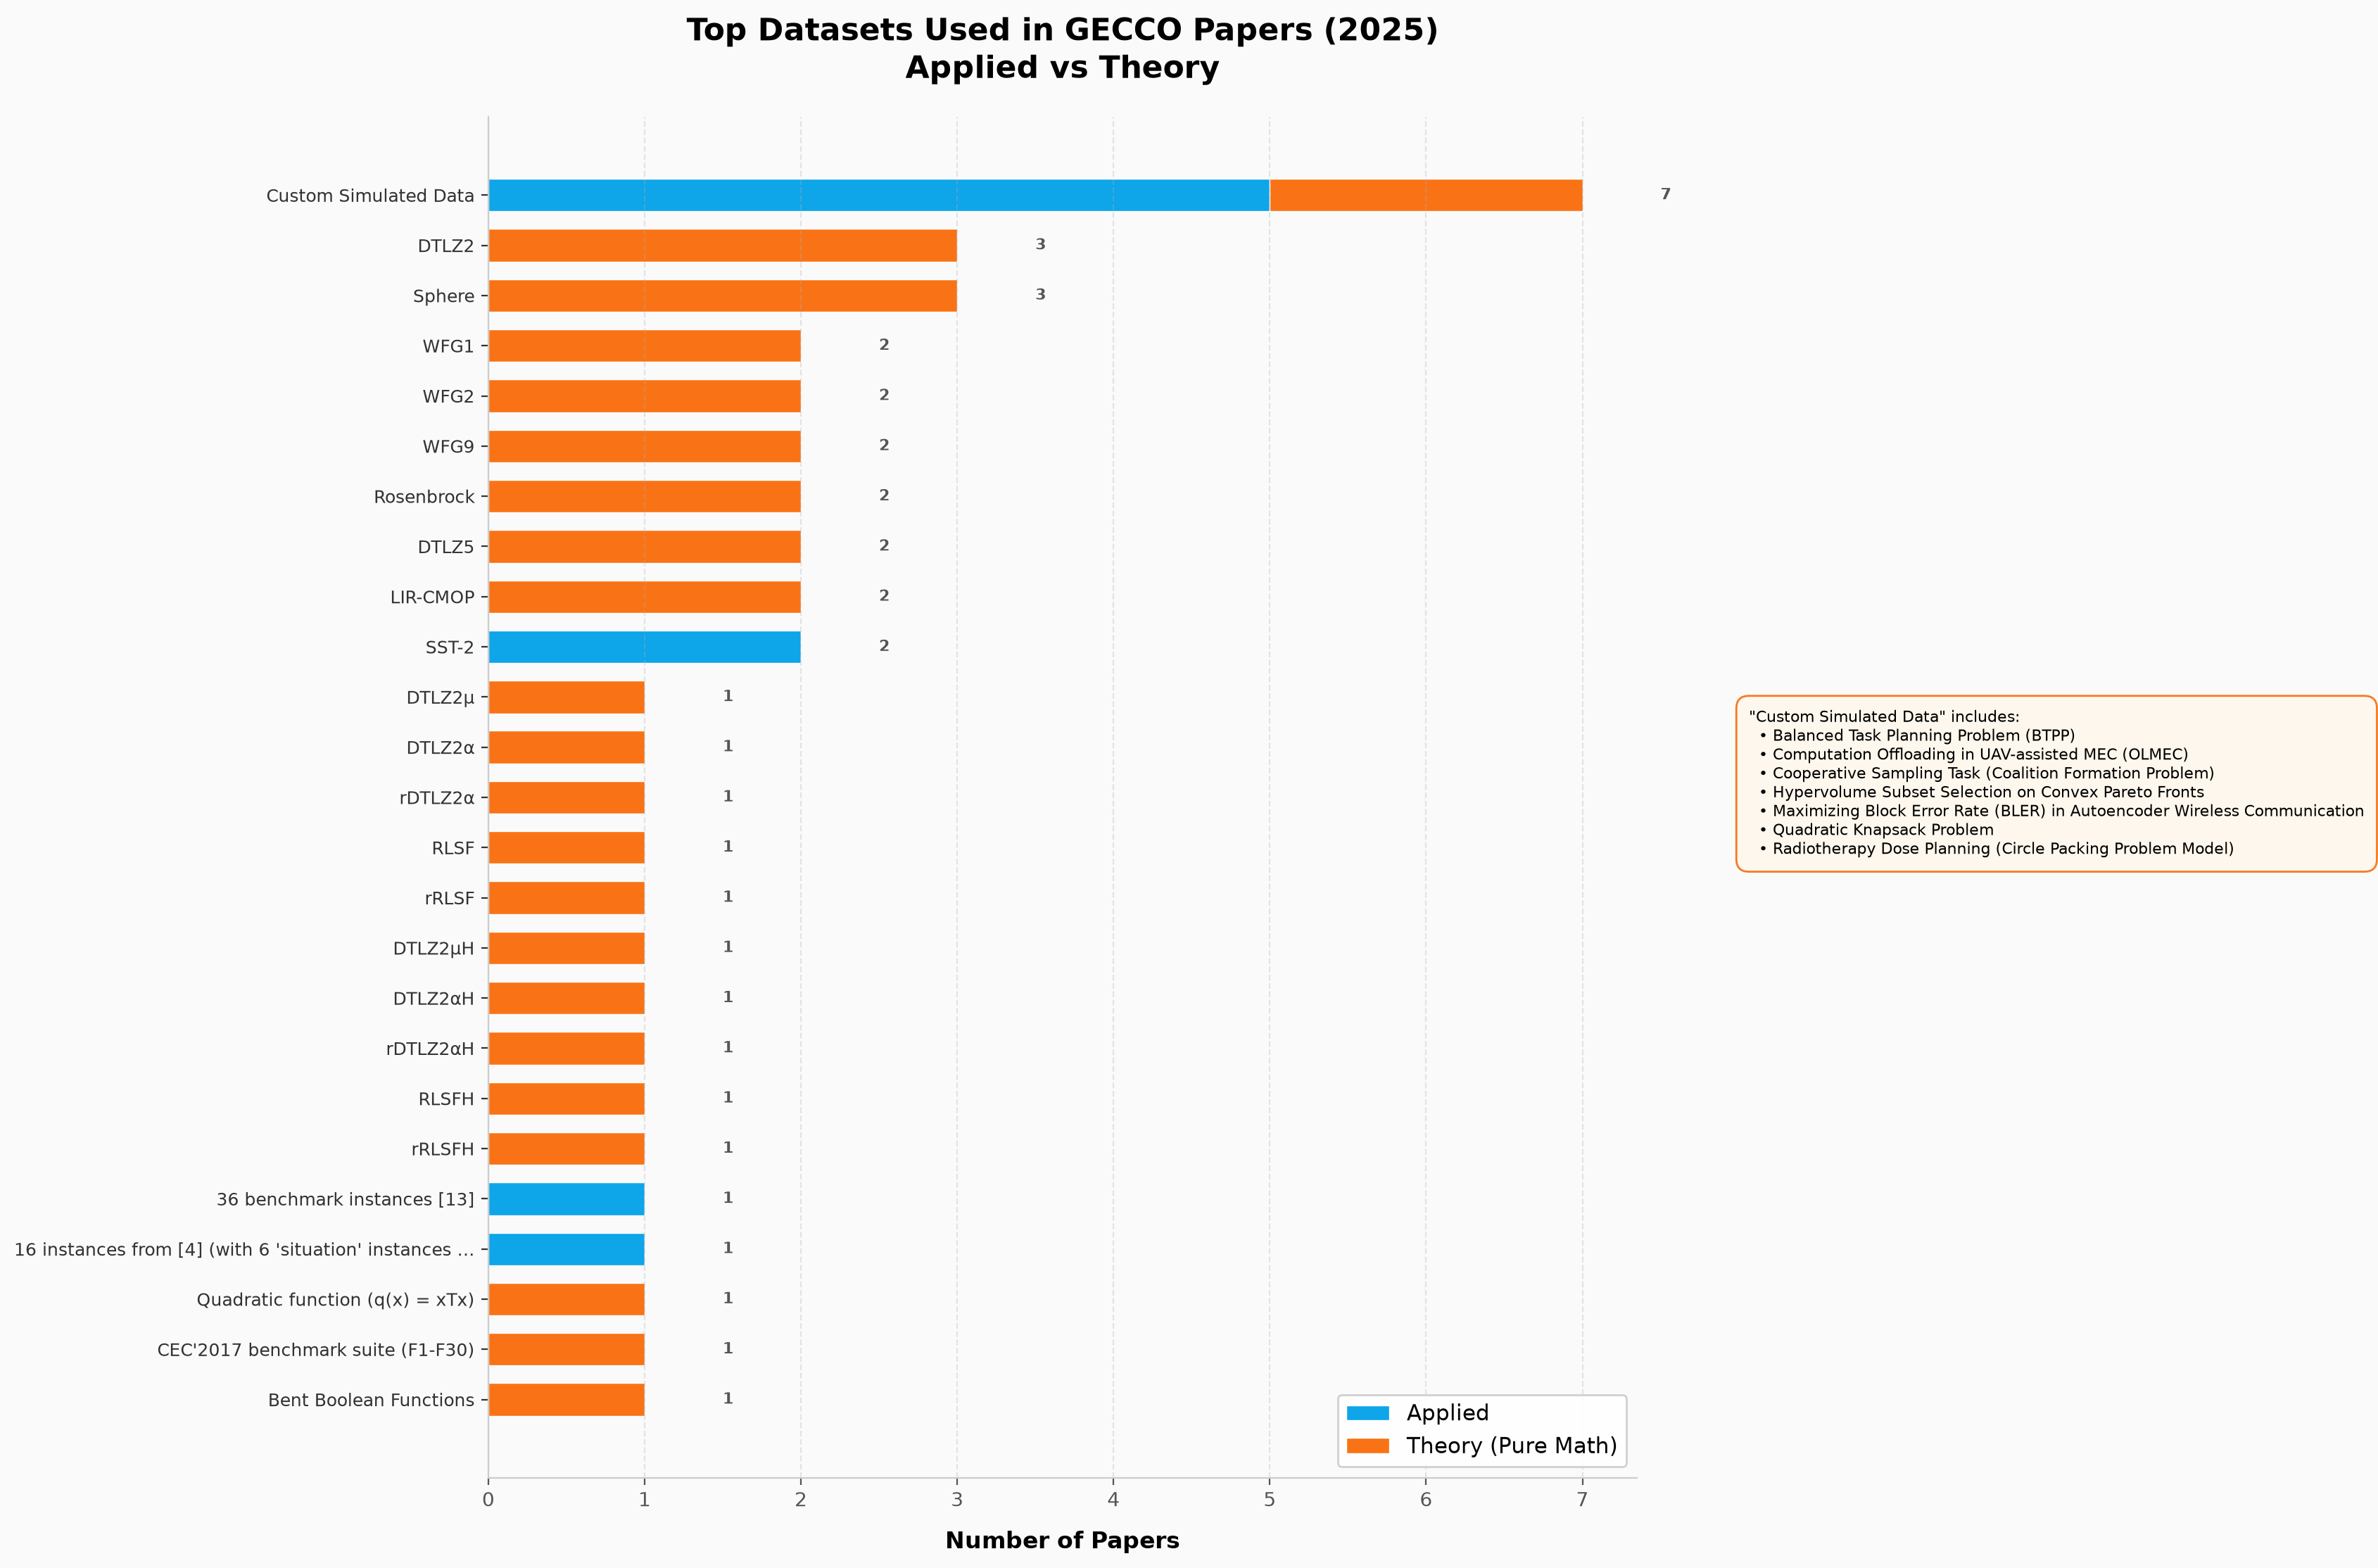 Top Datasets Used in GECCO Papers (2025)
Applied vs Theory
Custom Simulated Data
7
DTLZ2
3
Sphere
3
WFG1
2
WFG2
2
WFG9
2
Rosenbrock
2
DTLZ5
2
LIR-CMOP
2
SST-2
2
DTLZ2μ
1
DTLZ2α
1
rDTLZ2α
1
RLSF
1
rRLSF
1
DTLZ2μH
1
DTLZ2αH
1
rDTLZ2αH
1
RLSFH
1
rRLSFH
1
36 benchmark instances [13]
1
16 instances from [4] (with 6 'situation' instances ...
1
Quadratic function (q(x) = xTx)
1
CEC'2017 benchmark suite (F1-F30)
1
Bent Boolean Functions
1
"Custom Simulated Data" includes:
• Balanced Task Planning Problem (BTPP)
• Computation Offloading in UAV-assisted MEC (OLMEC)
• Cooperative Sampling Task (Coalition Formation Problem)
• Hypervolume Subset Selection on Convex Pareto Fronts
• Maximizing Block Error Rate (BLER) in Autoencoder Wireless Communication
• Quadratic Knapsack Problem
• Radiotherapy Dose Planning (Circle Packing Problem Model)
Applied
Theory (Pure Math)
0 1 2 3 4 5 6 7
Number of Papers